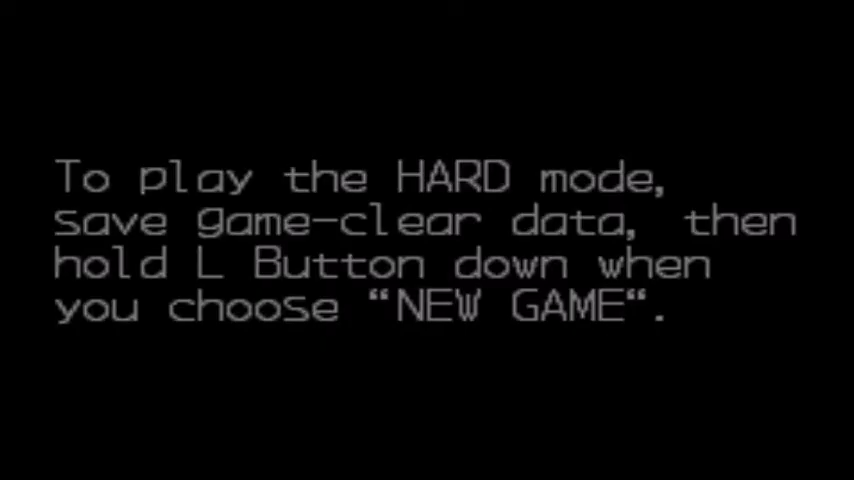 To play the HARD mode,
save game-clear data, then
hold L Button down when
you choose “NEW GAME“.